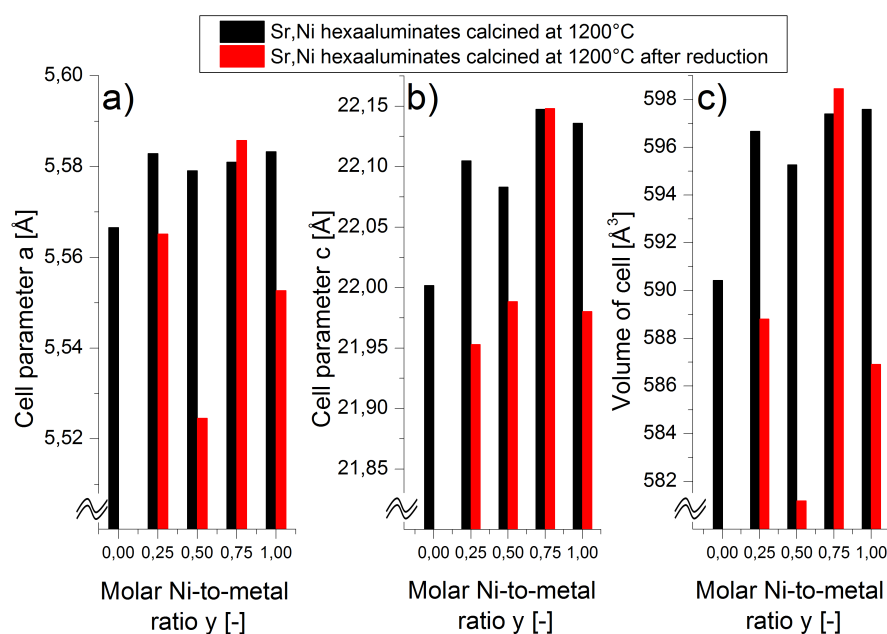 Sr,Ni hexaaluminates calcined at 1200°C
Sr,Ni hexaaluminates calcined at 1200°C after reduction
a)
5,60
5,58
5,56
5,54
5,52
Cell parameter a [Å]
0,00 0,25 0,50 0,75 1,00
Molar Ni-to-metal
ratio y [-]
b)
22,15
22,10
22,05
22,00
21,95
21,90
21,85
Cell parameter c [Å]
0,00 0,25 0,50 0,75 1,00
Molar Ni-to-metal
ratio y [-]
c)
598
596
594
592
590
588
586
584
582
Volume of cell [Å³]
0,00 0,25 0,50 0,75 1,00
Molar Ni-to-metal
ratio y [-]